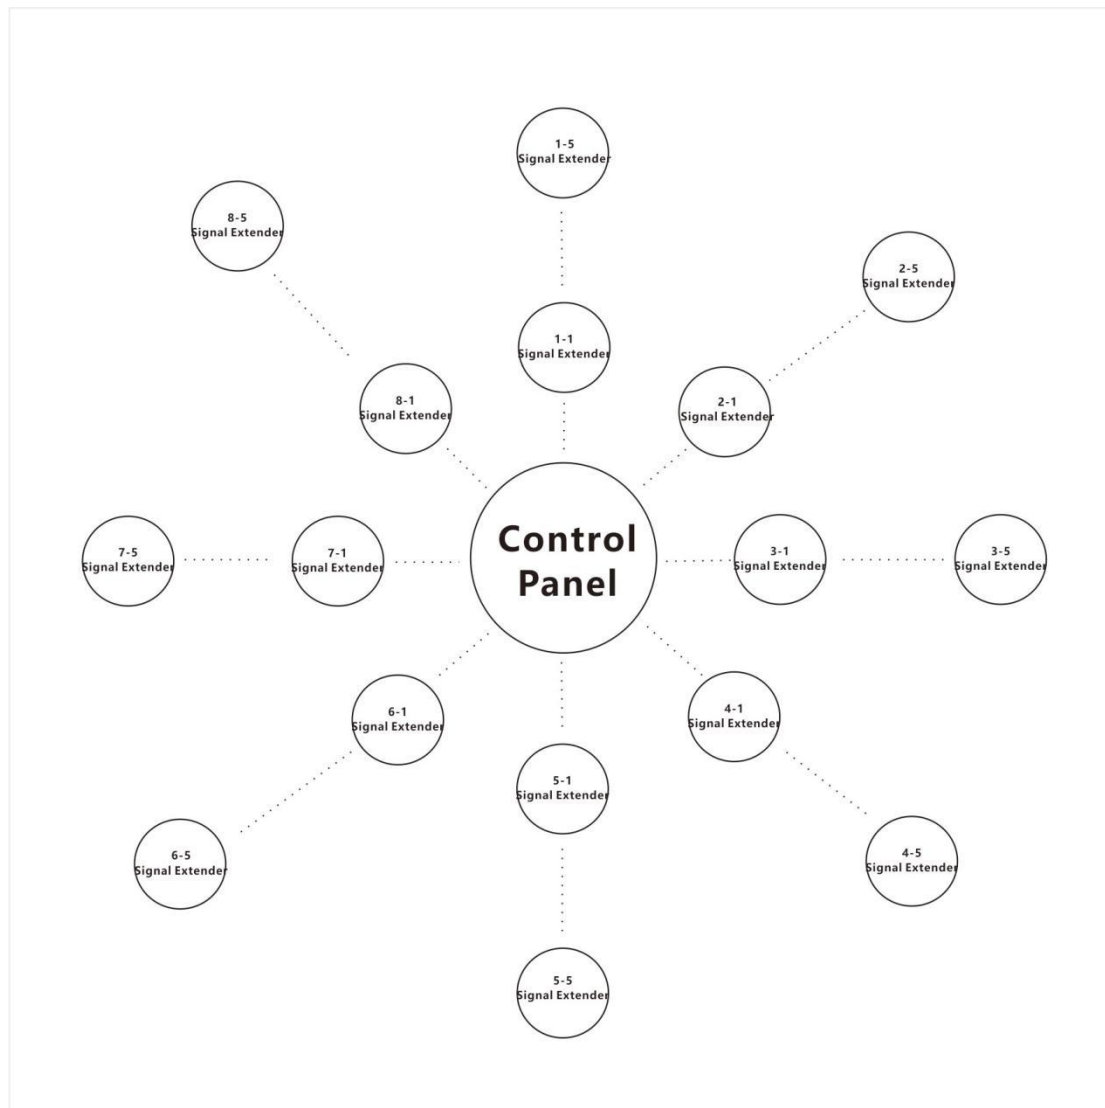 1-5
Signal Extender
8-5
Signal Extender
2-5
Signal Extender
1-1
Signal Extender
8-1
Signal Extender
2-1
Signal Extender
Control
Panel
7-5
Signal Extender
7-1
Signal Extender
3-1
Signal Extender
3-5
Signal Extender
6-1
Signal Extender
4-1
Signal Extender
5-1
Signal Extender
6-5
Signal Extender
4-5
Signal Extender
5-5
Signal Extender